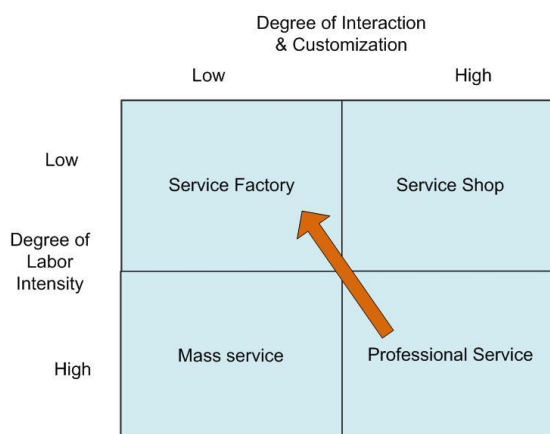 Degree of Interaction
& Customization
Low
High
Low
Service Factory
Service Shop
Degree of
Labor
Intensity
High
Mass service
Professional Service